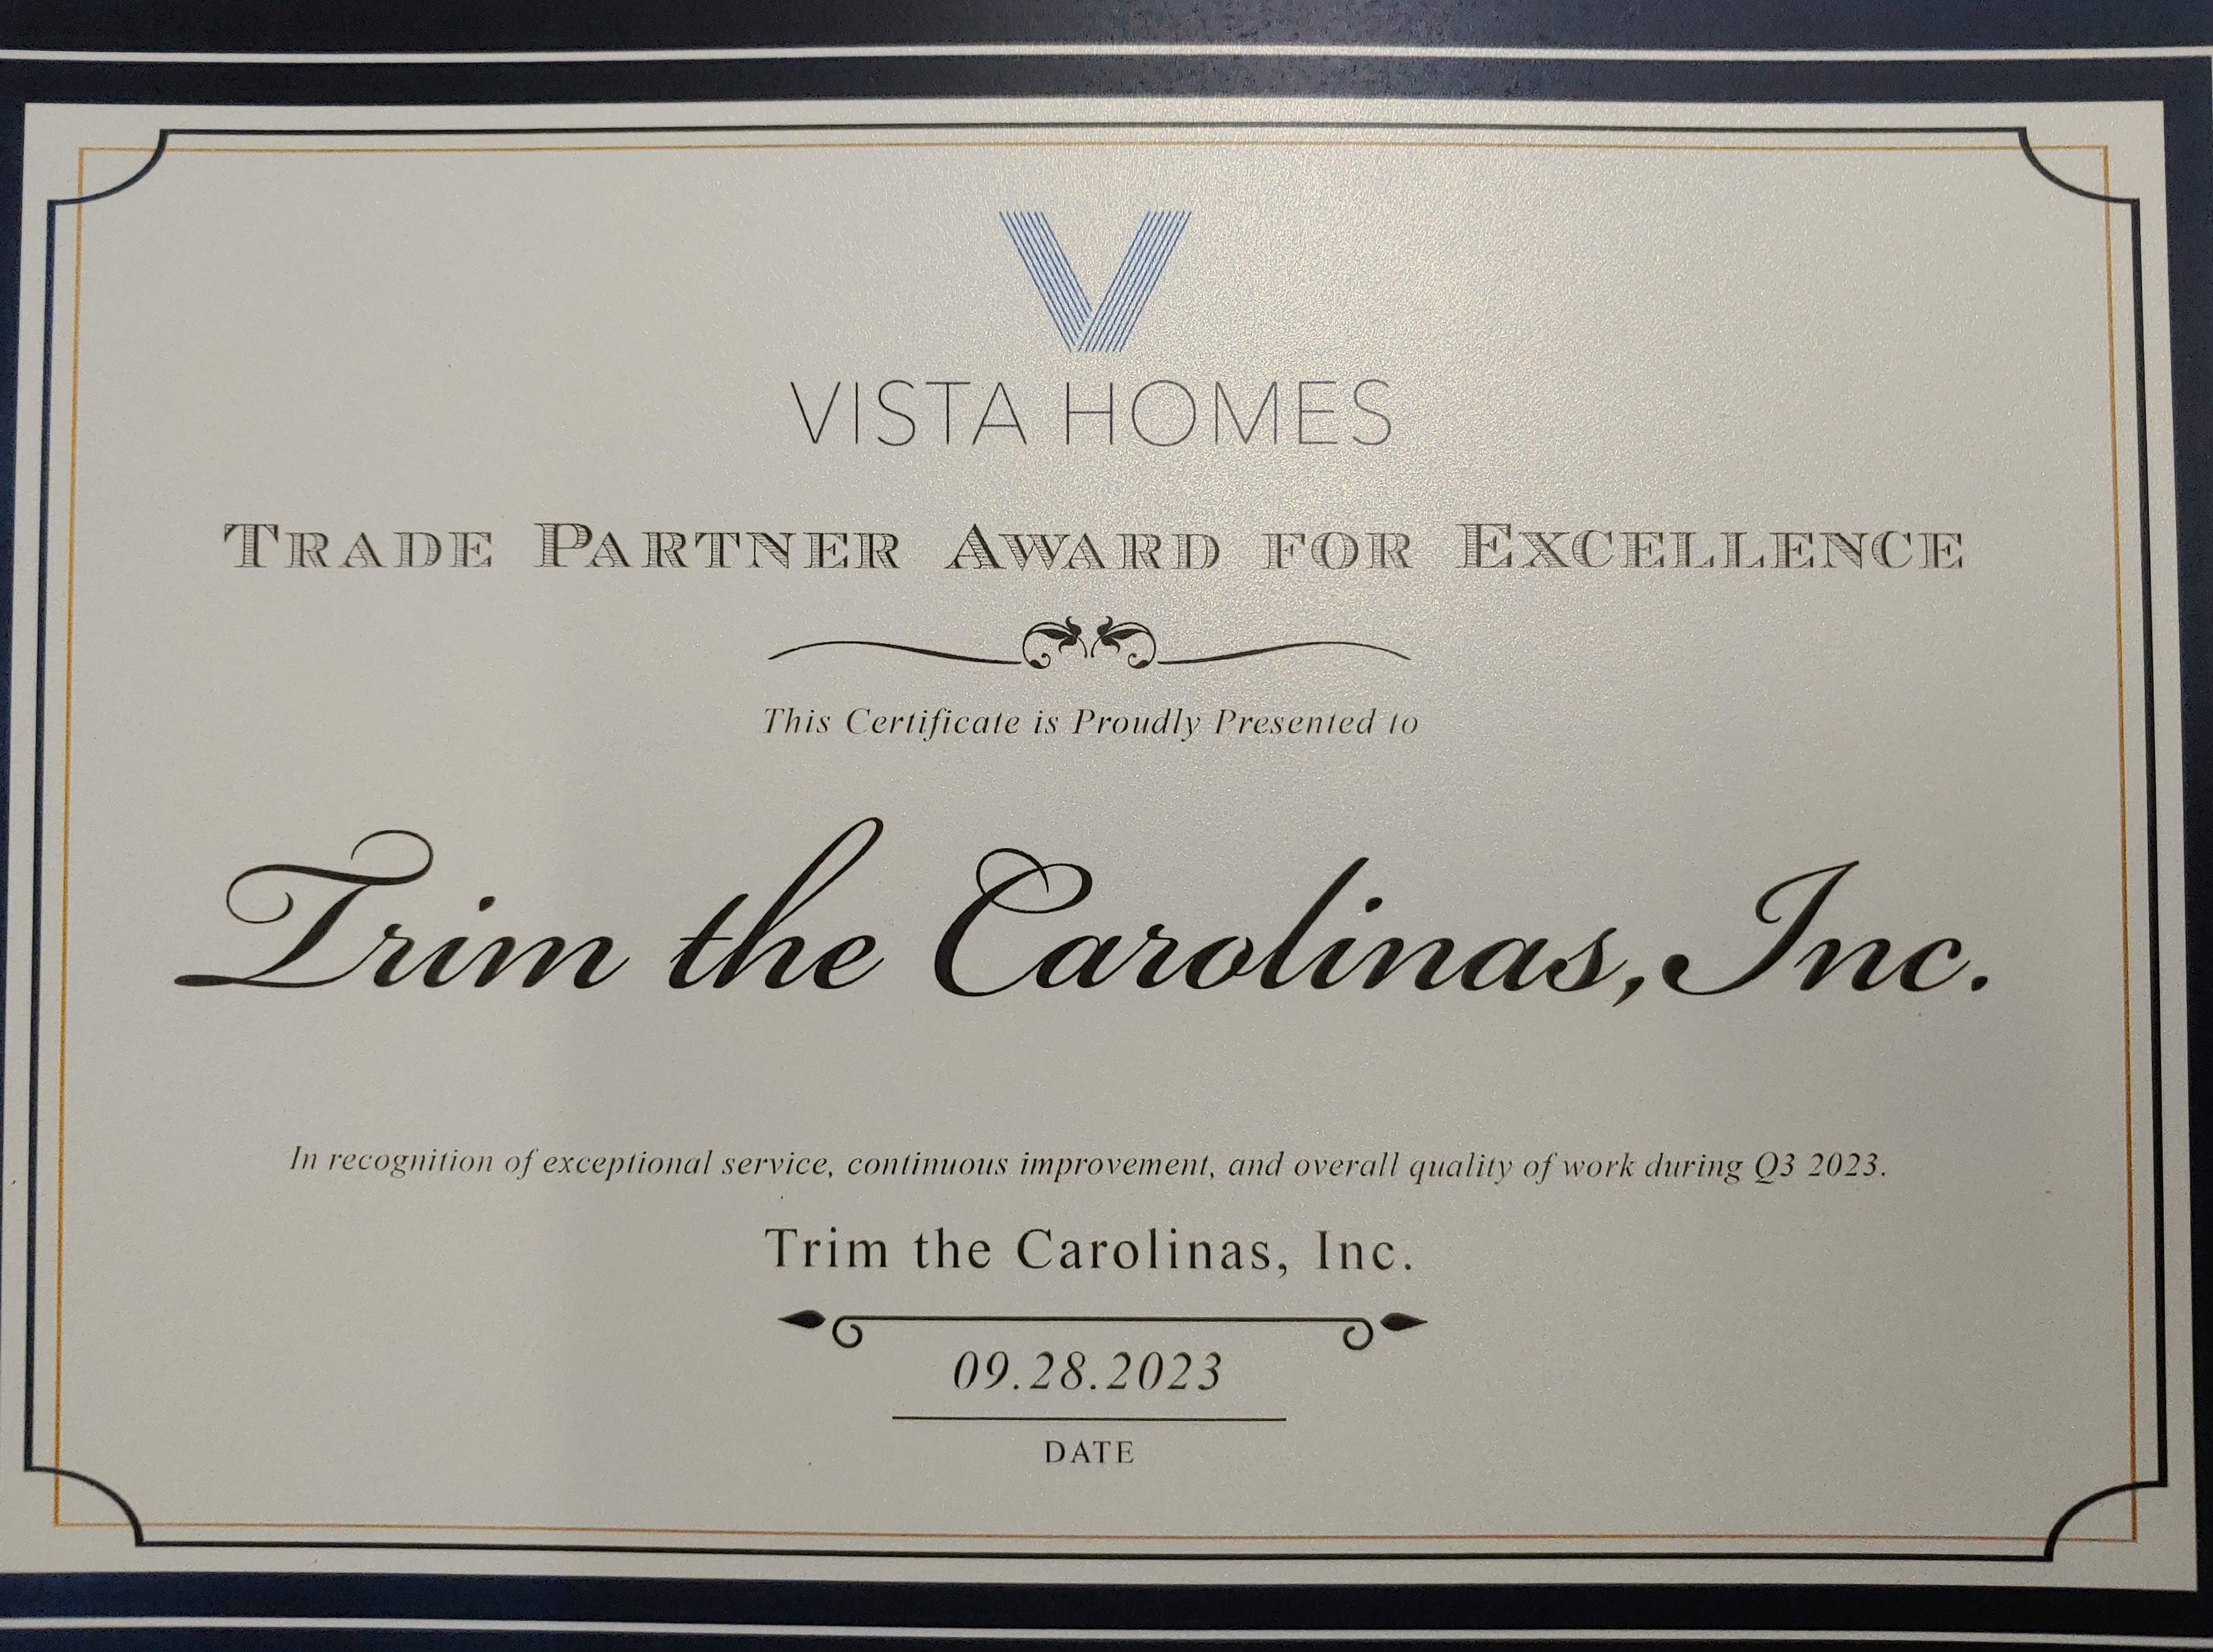 VISTA HOMES
TRADE PARTNER AWARD FOR EXCELLENCE
This Certificate is Proudly Presented to
Trim the Carolinas, Inc.
In recognition of exceptional service, continuous improvement, and overall quality of work during Q3 2023.
Trim the Carolinas, Inc.
09.28.2023
DATE